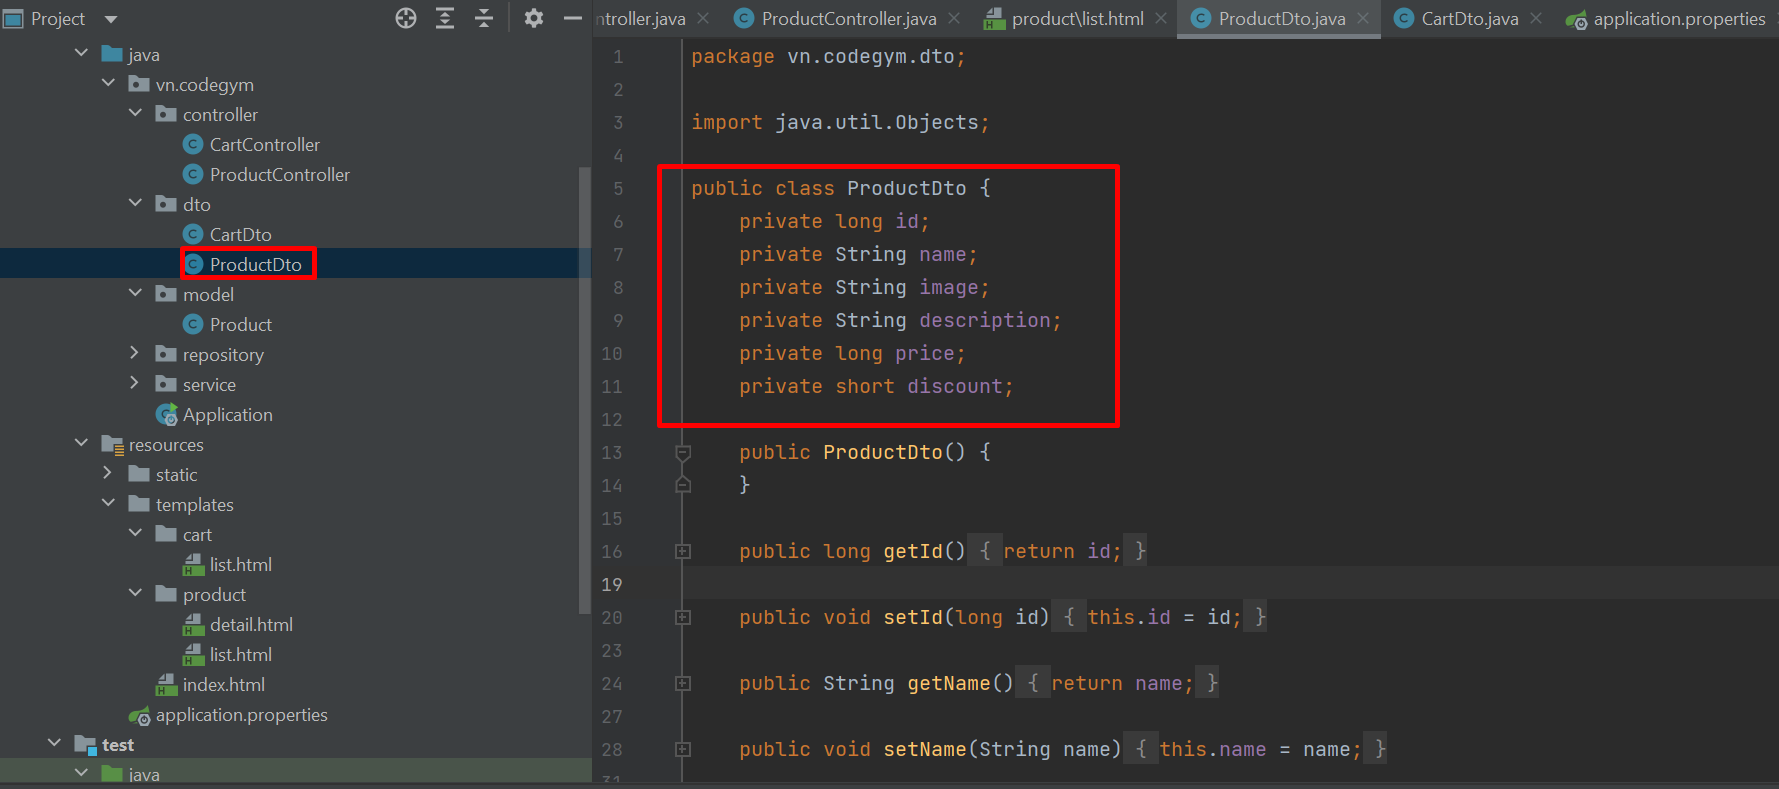 Project
java
vn.codegym
controller
CartController
ProductController
dto
CartDto
ProductDto
model
Product
repository
service
Application
resources
static
templates
cart
list.html
product
detail.html
list.html
index.html
application.properties
test
java
ntroller.java ProductController.java product\list.html ProductDto.java CartDto.java application.properties
1 package vn.codegym.dto;
2
3 import java.util.Objects;
4
5 public class ProductDto {
6 private long id;
7 private String name;
8 private String image;
9 private String description;
10 private long price;
11 private short discount;
12
13 public ProductDto() {
14 }
15
16 public long getId() { return id; }
19
20 public void setId(long id) { this.id = id; }
23
24 public String getName() { return name; }
27
28 public void setName(String name) { this.name = name; }
31